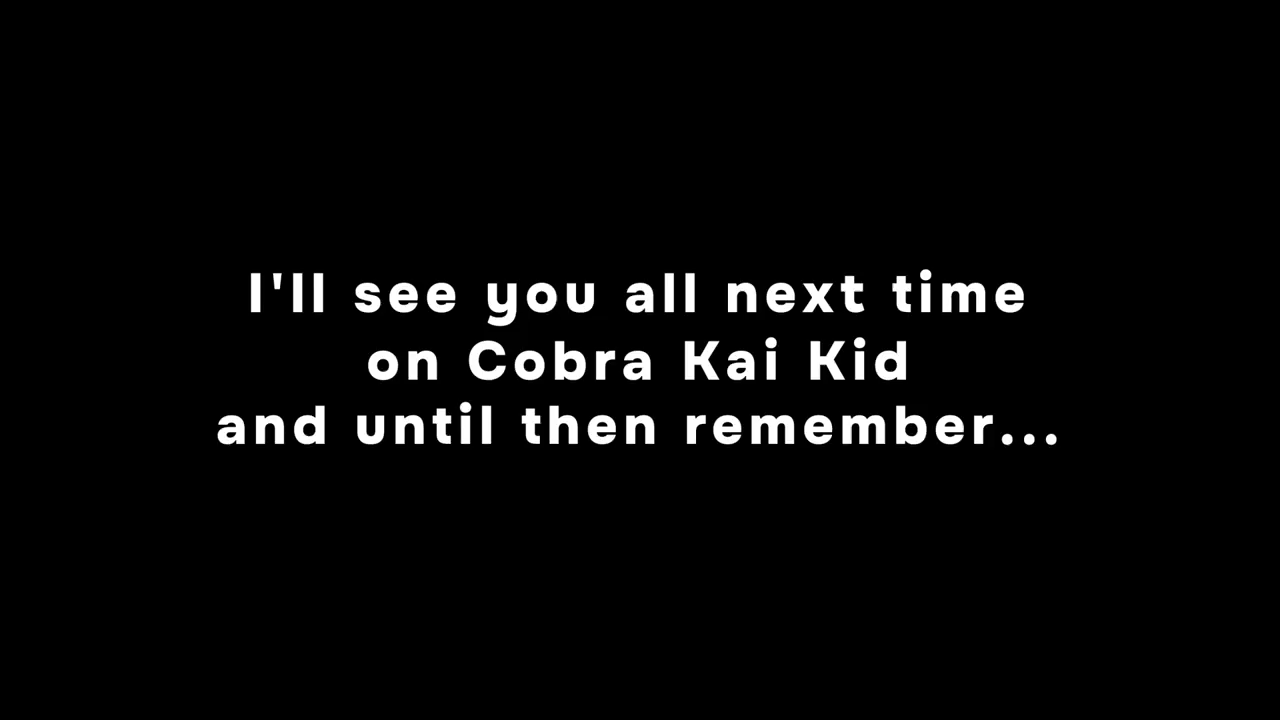 I'll see you all next time
on Cobra Kai Kid
and until then remember...